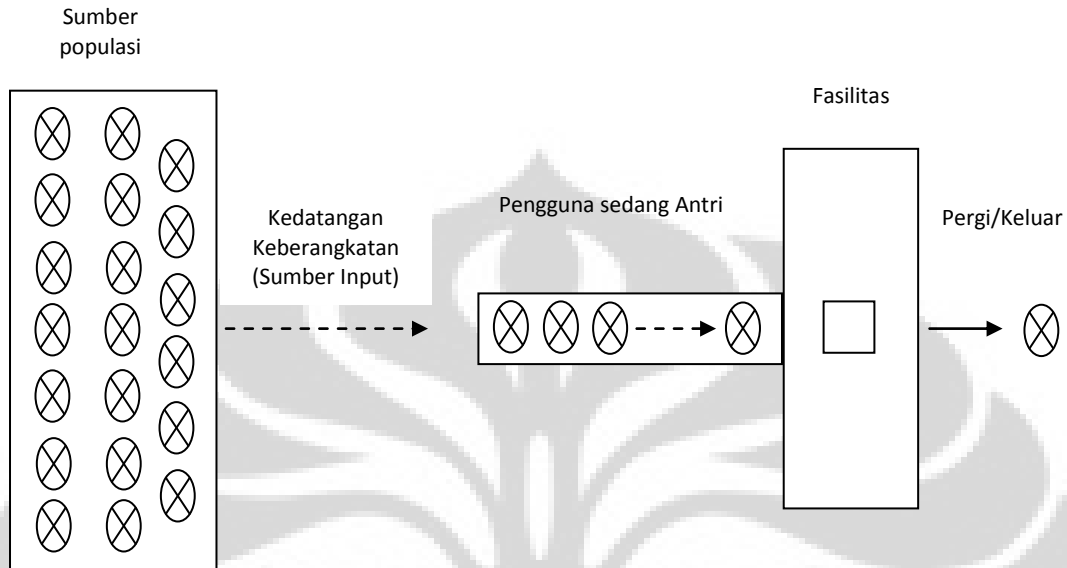 Sumber
populasi
Fasilitas
Kedatangan
Keberangkatan
(Sumber Input)
Pengguna sedang Antri
Pergi/Keluar